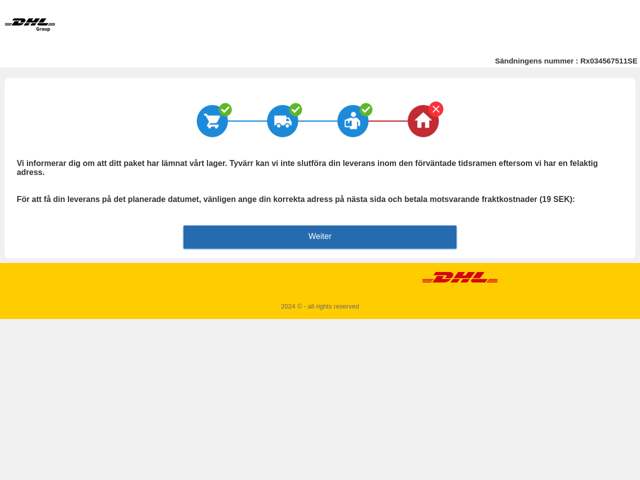 DHL
Group
Sändningens nummer : Rx034567511SE
Vi informerar dig om att ditt paket har lämnat vårt lager. Tyvärr kan vi inte slutföra din leverans inom den förväntade tidsramen eftersom vi har en felaktig
adress.
För att få din leverans på det planerade datumet, vänligen ange din korrekta adress på nästa sida och betala motsvarande fraktkostnader (19 SEK):
Weiter
DHL
2024 © - all rights reserved